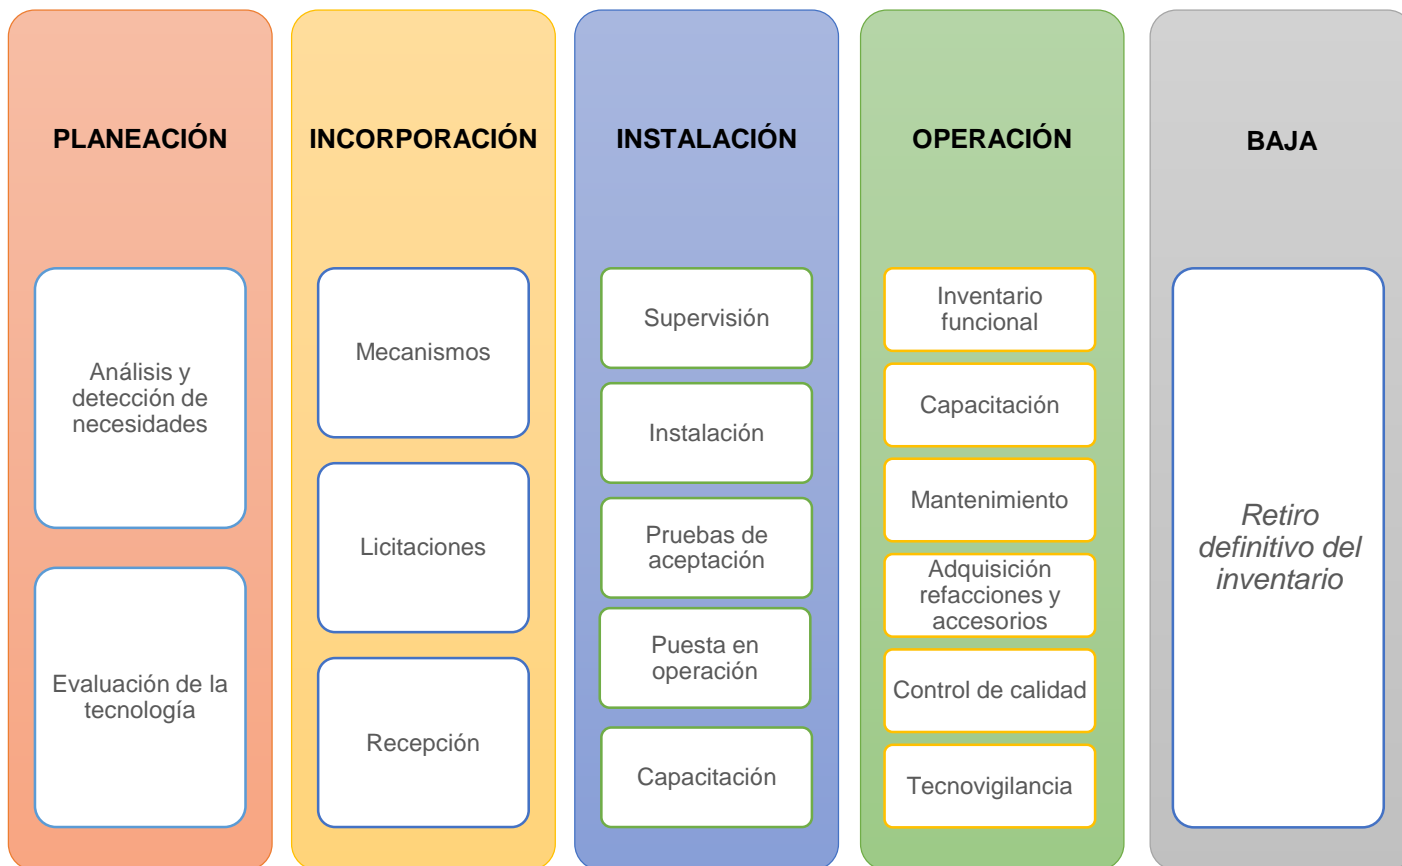 PLANEACIÓN
Análisis y
detección de
necesidades
Evaluación de la
tecnología
INCORPORACIÓN
Mecanismos
Licitaciones
Recepción
INSTALACIÓN
Supervisión
Instalación
Pruebas de
aceptación
Puesta en
operación
Capacitación
OPERACIÓN
Inventario
funcional
Capacitación
Mantenimiento
Adquisición
refacciones y
accesorios
Control de calidad
Tecnovigilancia
BAJA
Retiro
definitivo del
inventario